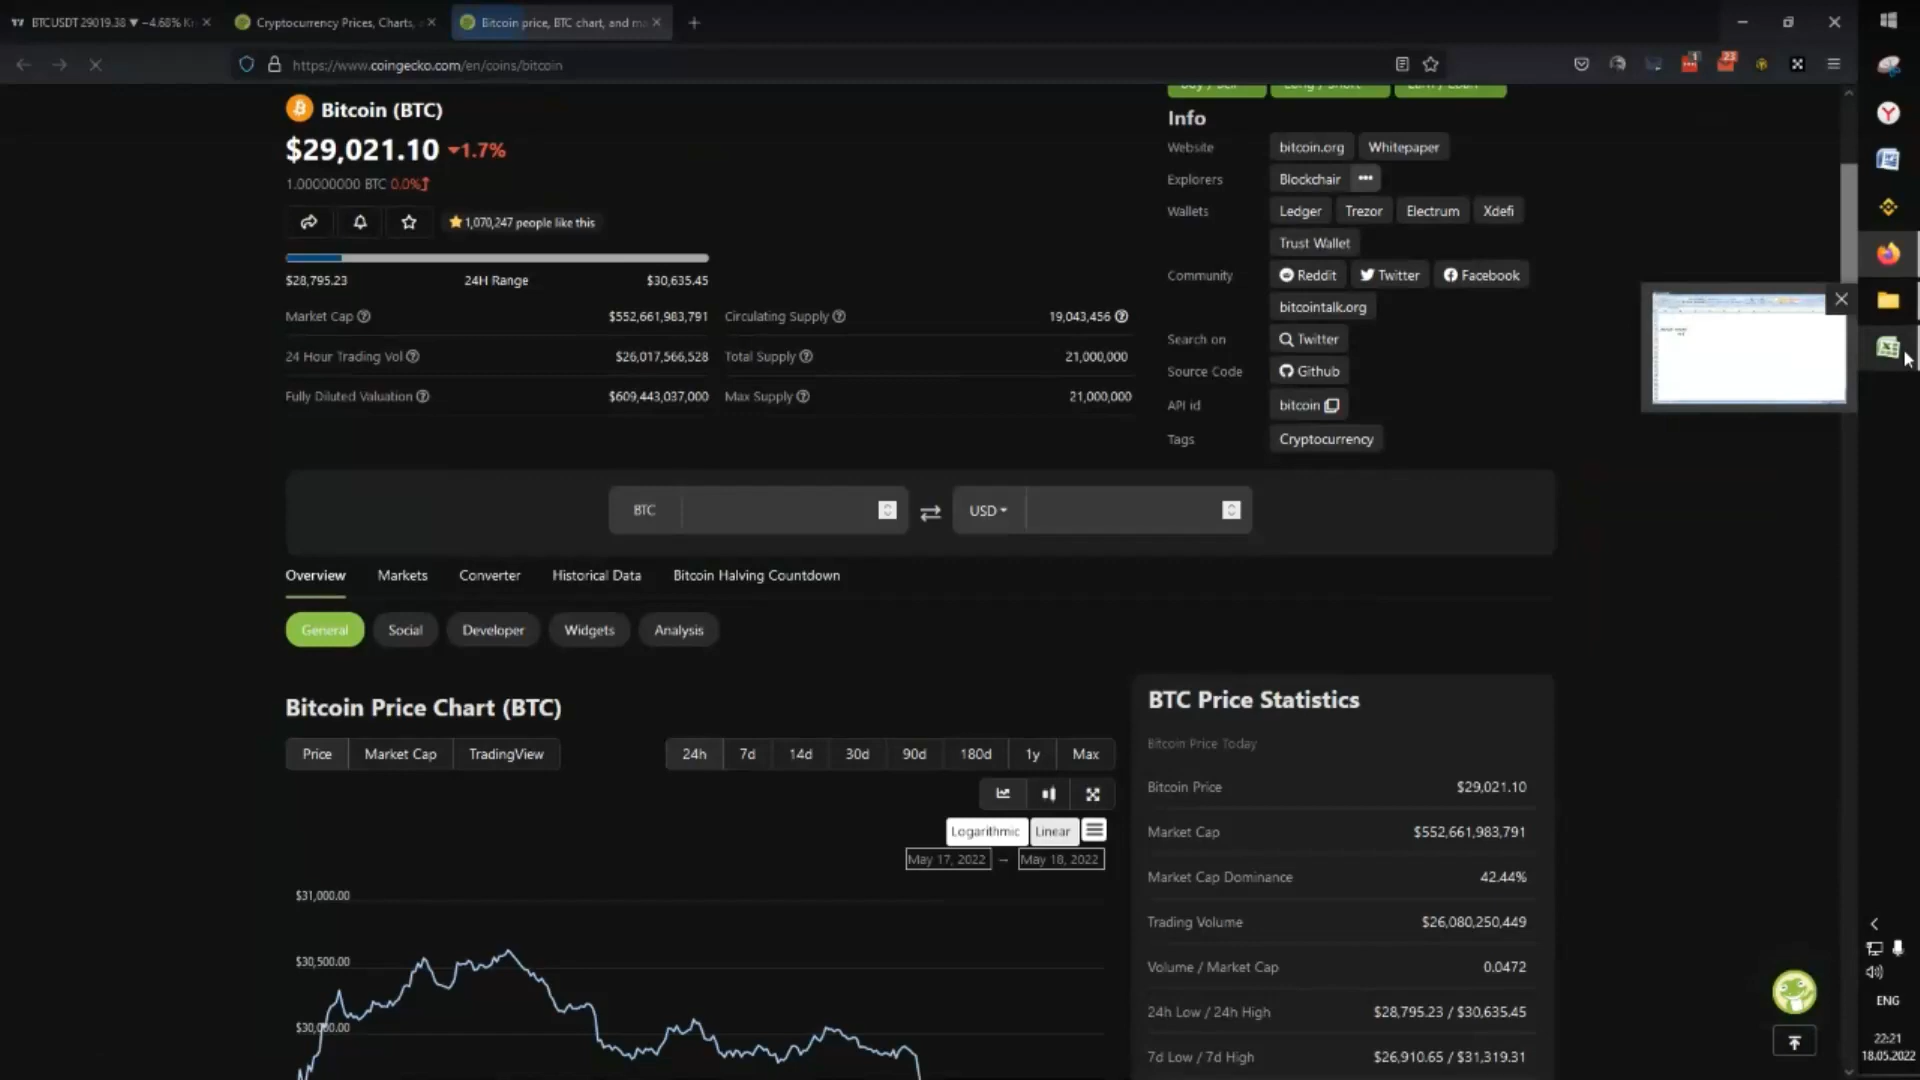 BTCUSDT 29019.38 ▼ −4.68%
Cryptocurrency Prices, Charts,
Bitcoin price, BTC chart, and
https://www.coingecko.com/en/coins/bitcoin
1
23
Bitcoin (BTC)
$29,021.10 1.7%
1.00000000 BTC 0.0%
1,070,247 people like this
$28,795.23 24H Range $30,635.45
Market Cap $552,661,983,791
Circulating Supply 19,043,456
24 Hour Trading Vol $26,017,566,528
Total Supply 21,000,000
Fully Diluted Valuation $609,443,037,000
Max Supply 21,000,000
Buy / Sell Long / Short Earn / Loan
Info
Website bitcoin.org Whitepaper
Explorers Blockchair •••
Wallets Ledger Trezor Electrum Xdefi
Trust Wallet
Community Reddit Twitter Facebook
bitcointalk.org
Search on Twitter
Source Code Github
API id bitcoin
Tags Cryptocurrency
BTC USD
Overview Markets Converter Historical Data Bitcoin Halving Countdown
General Social Developer Widgets Analysis
Bitcoin Price Chart (BTC)
Price Market Cap TradingView 24h 7d 14d 30d 90d 180d 1y Max
Logarithmic Linear
May 17, 2022 → May 18, 2022
$31,000.00
$30,500.00
$30,000.00
BTC Price Statistics
Bitcoin Price Today
Bitcoin Price $29,021.10
Market Cap $552,661,983,791
Market Cap Dominance 42.44%
Trading Volume $26,080,250,449
Volume / Market Cap 0.0472
24h Low / 24h High $28,795.23 / $30,635.45
7d Low / 7d High $26,910.65 / $31,319.31
ENG
22:21
18.05.2022